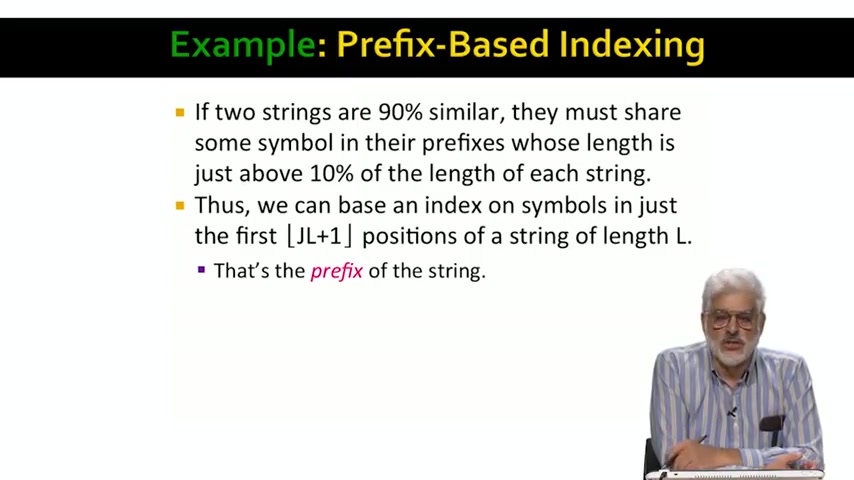 Example: Prefix-Based Indexing
If two strings are 90% similar, they must share
some symbol in their prefixes whose length is
just above 10% of the length of each string.
Thus, we can base an index on symbols in just
the first ⌊JL+1⌋ positions of a string of length L.
That's the prefix of the string.